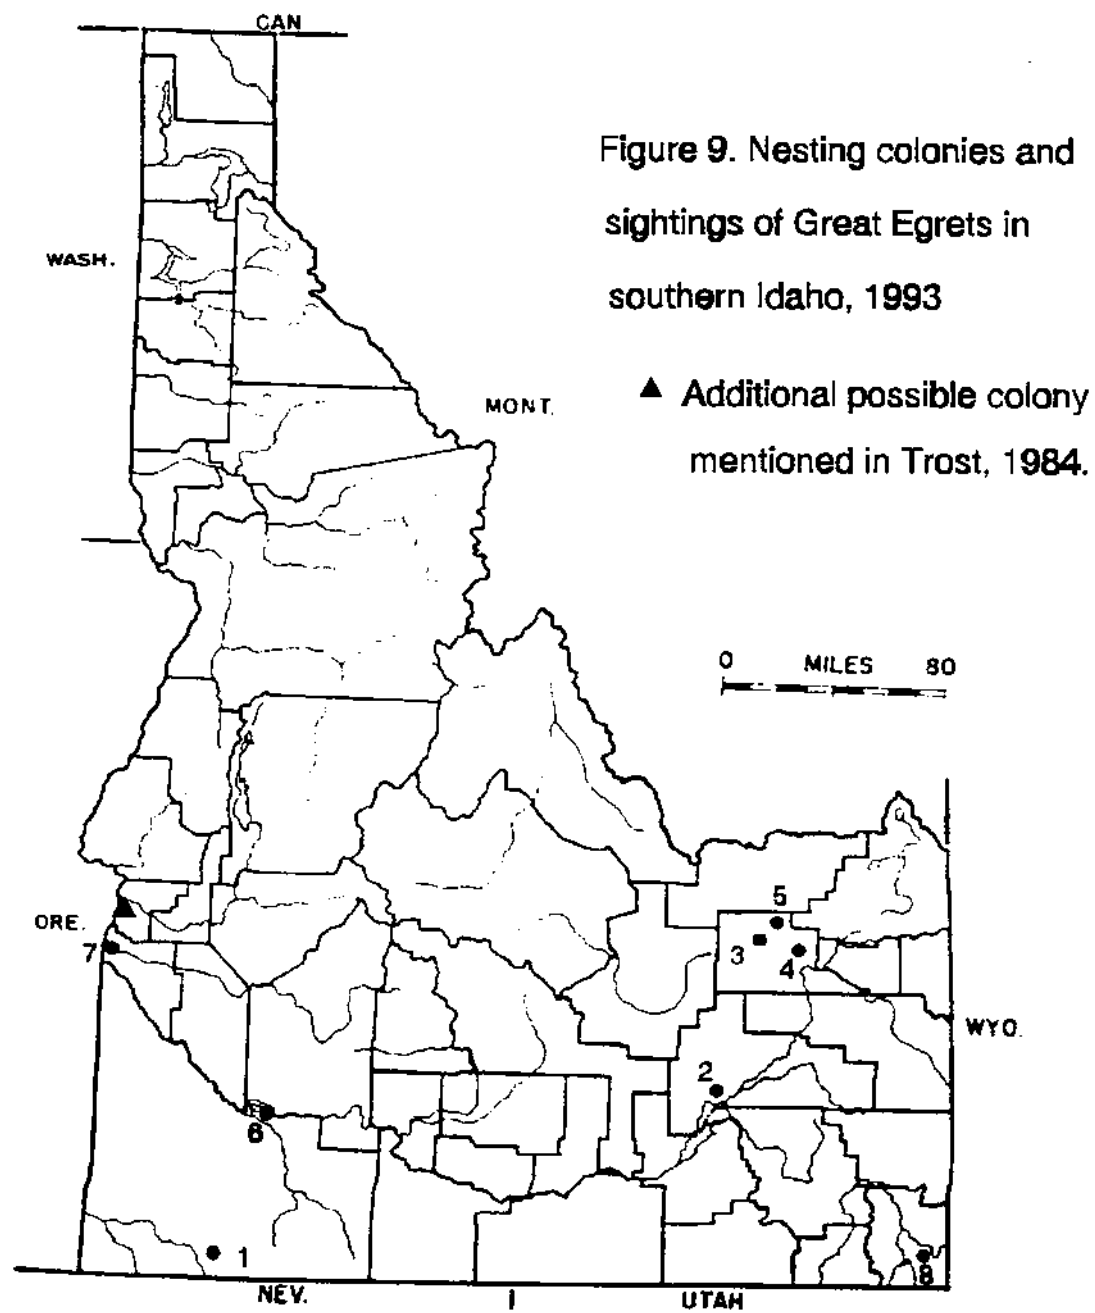 CAN
Figure 9. Nesting colonies and
sightings of Great Egrets in
southern Idaho, 1993
WASH.
MONT.
▲ Additional possible colony
mentioned in Trost, 1984.
0 MILES 80
ORE.
7
5
3
4
WYO.
2
6
1
8
NEV.
UTAH